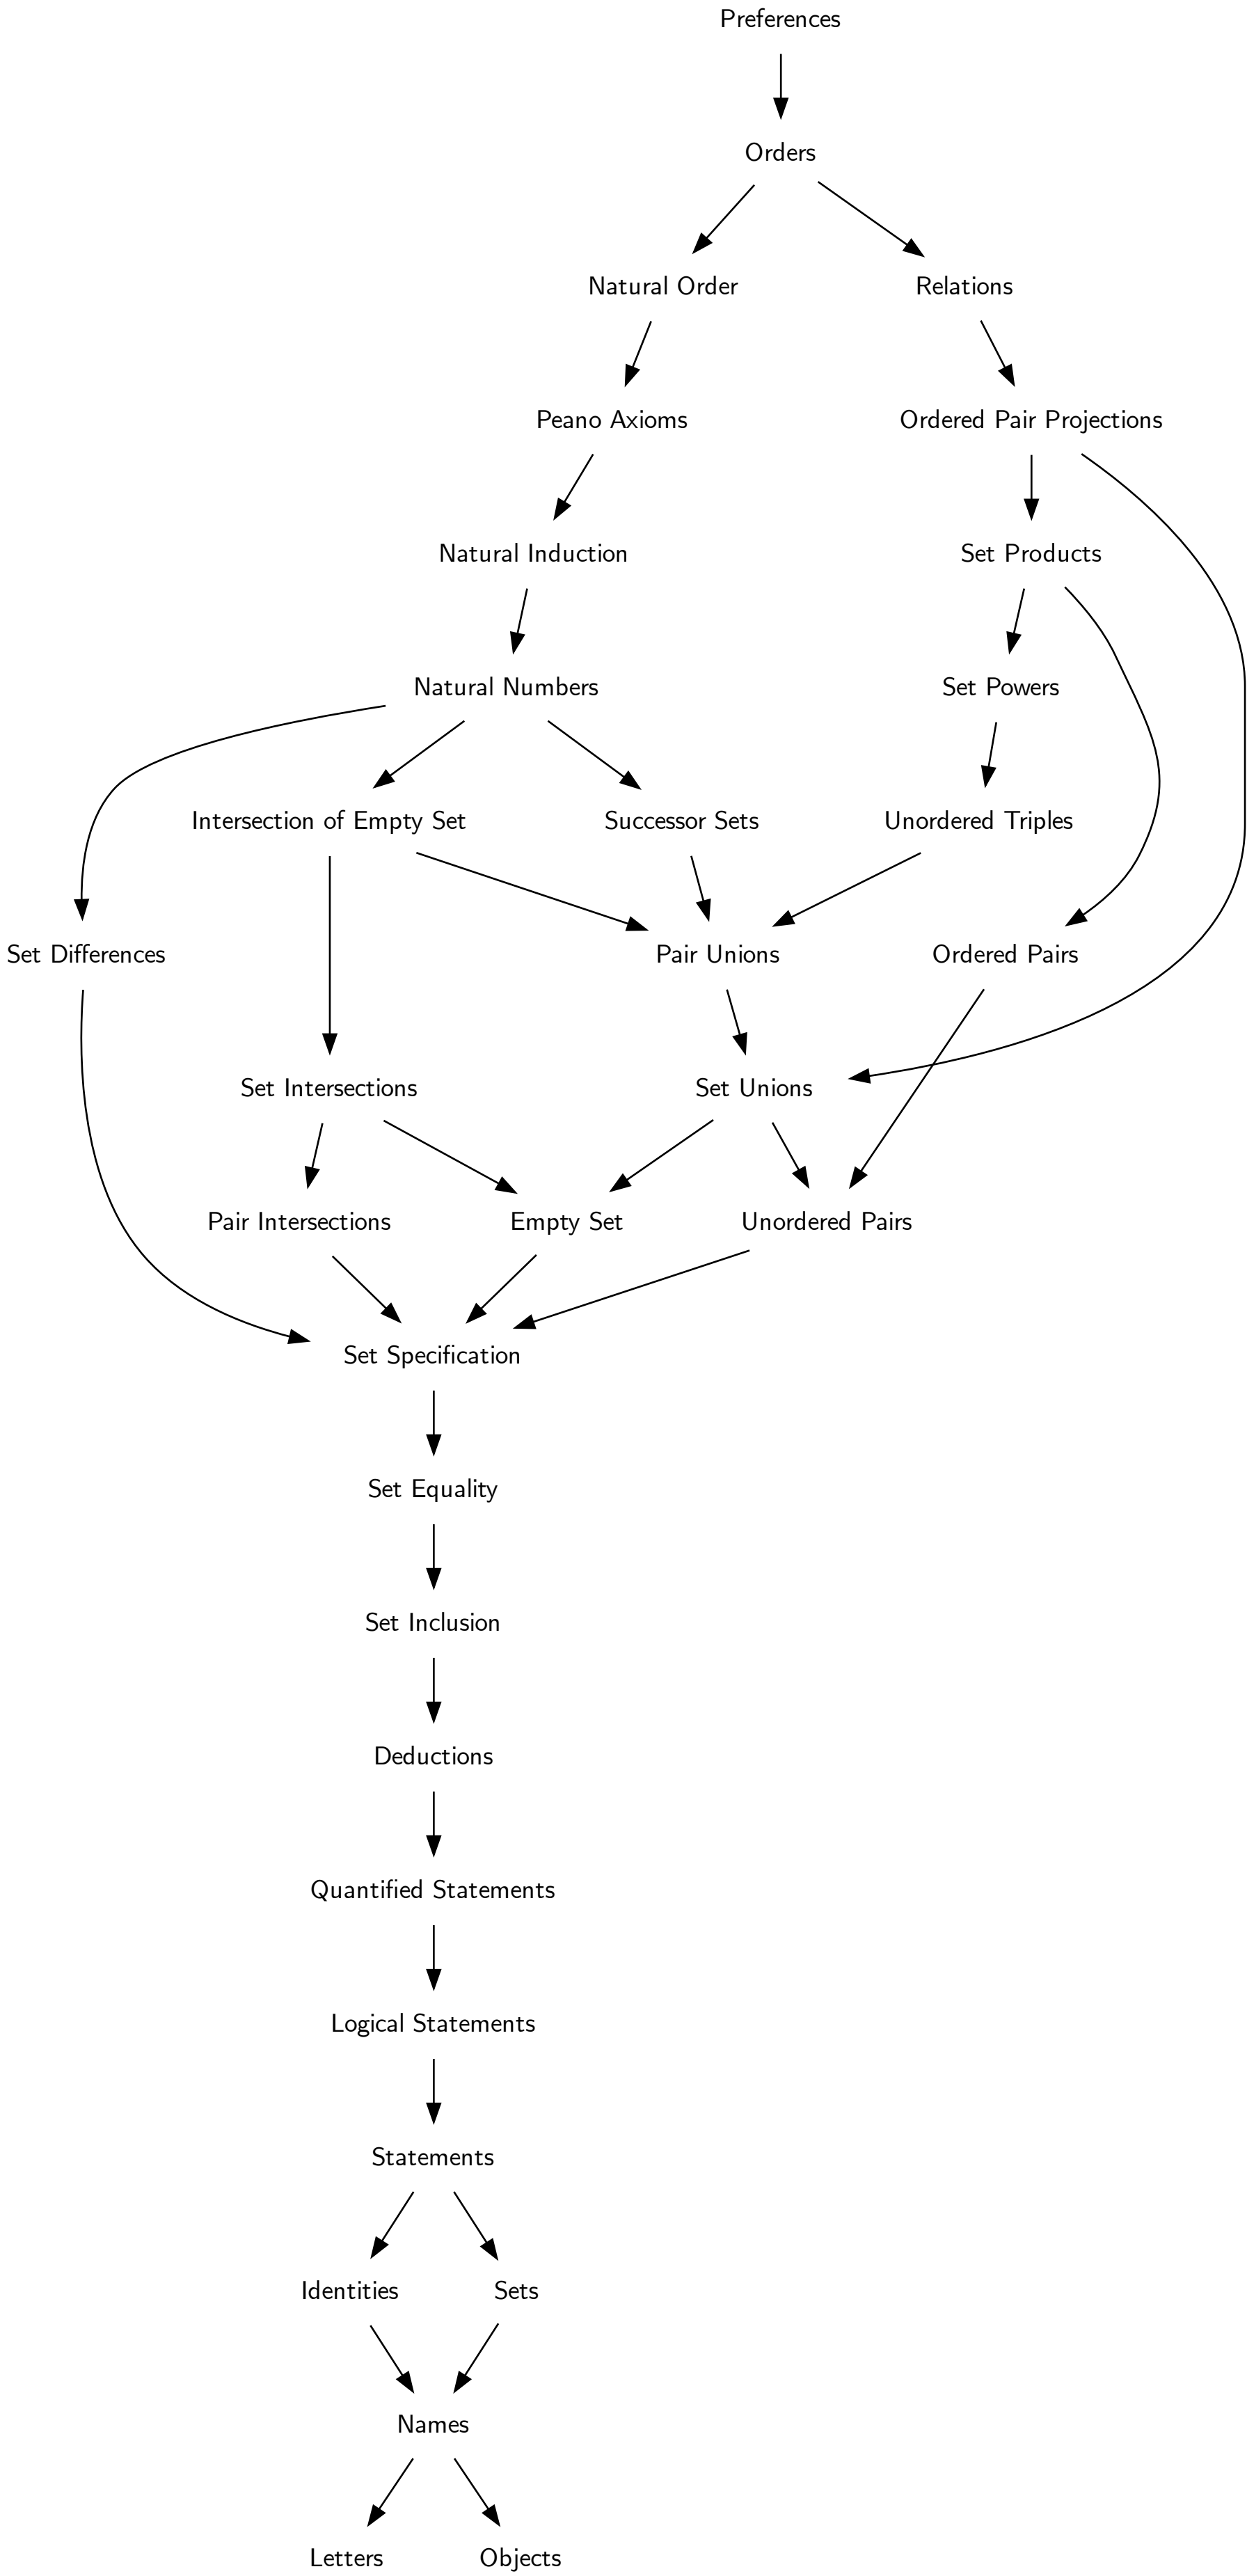 Preferences
Orders
Natural Order
Relations
Peano Axioms
Ordered Pair Projections
Natural Induction
Set Products
Natural Numbers
Set Powers
Intersection of Empty Set
Successor Sets
Unordered Triples
Set Differences
Pair Unions
Ordered Pairs
Set Intersections
Set Unions
Pair Intersections
Empty Set
Unordered Pairs
Set Specification
Set Equality
Set Inclusion
Deductions
Quantified Statements
Logical Statements
Statements
Identities
Sets
Names
Letters
Objects